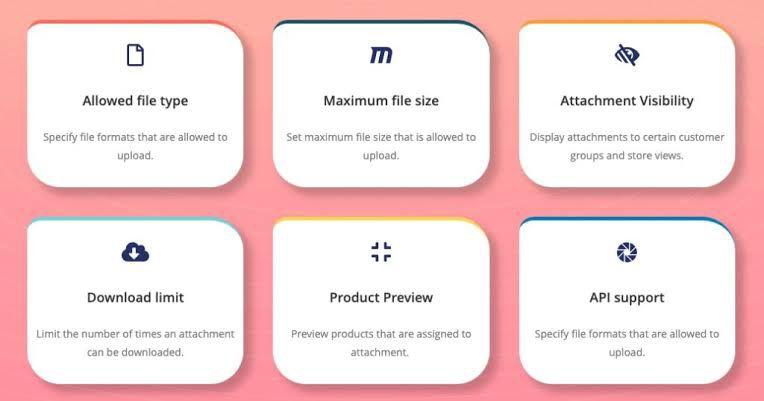 m
Allowed file type
Maximum file size
Attachment Visibility
Specify file formats that are allowed to
upload.
Set maximum file size that is allowed to
upload.
Display attachments to certain customer
groups and store views.
Download limit
Product Preview
API support
Limit the number of times an attachment
can be downloaded.
Preview products that are assigned to
attachment.
Specify file formats that are allowed to
upload.